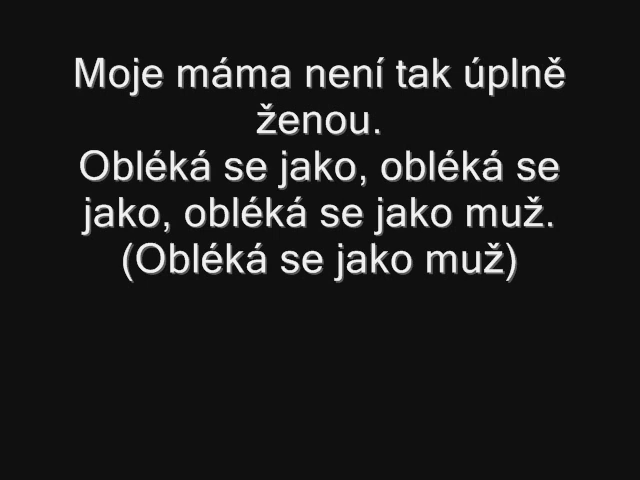 Moje máma není tak úplně
ženou.
Obléká se jako, obléká se
jako, obléká se jako muž.
(Obléká se jako muž)